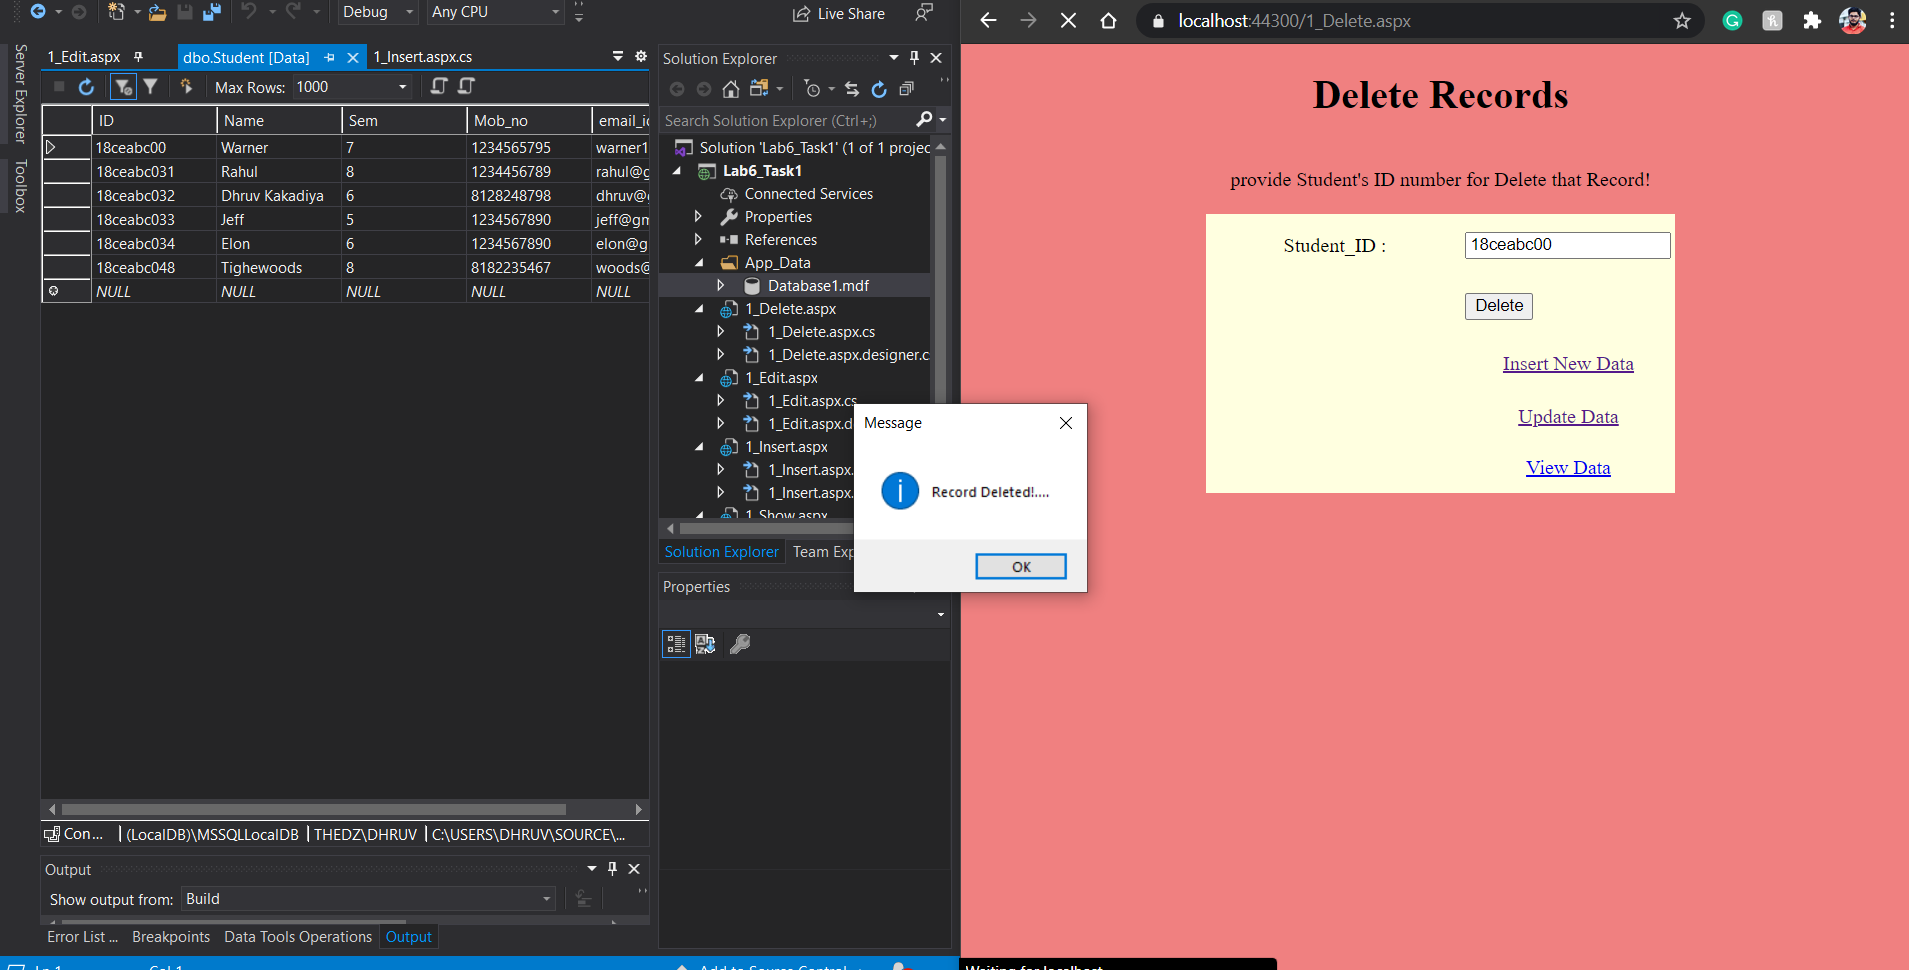 Debug
Any CPU
Live Share
localhost:44300/1_Delete.aspx
Server Explorer
Toolbox
1_Edit.aspx
dbo.Student [Data]
1_Insert.aspx.cs
Max Rows: 1000
ID Name Sem Mob_no
18ceabc00 Warner 7 1234565795 warner1
18ceabc031 Rahul 8 1234456789 rahul@g
18ceabc032 Dhruv Kakadiya 6 8128248798 dhruv@
18ceabc033 Jeff 5 1234567890 jeff@gm
18ceabc034 Elon 6 1234567890 elon@g
18ceabc048 Tighewoods 8 8182235467 woods@
NULL NULL NULL NULL NULL
(LocalDB)\MSSQLLocalDB THEDZ\DHRUV C:\USERS\DHRUV\SOURCE\...
Con...
Output
Show output from: Build
Error List ... Breakpoints Data Tools Operations Output
Solution Explorer
Search Solution Explorer (Ctrl+;)
Solution 'Lab6_Task1' (1 of 1 projec
Lab6_Task1
Connected Services
Properties
References
App_Data
Database1.mdf
1_Delete.aspx
1_Delete.aspx.cs
1_Delete.aspx.designer.c
1_Edit.aspx
1_Edit.aspx.cs
1_Edit.aspx.d
1_Insert.aspx
1_Insert.aspx.
1_Insert.aspx.
1_Show.aspx
Solution Explorer Team Exp
Properties
Message
Record Deleted!....
OK
Delete Records
provide Student's ID number for Delete that Record!
Student_ID : 18ceabc00
Delete
Insert New Data
Update Data
View Data
Add to Source Control
Waiting for localhost